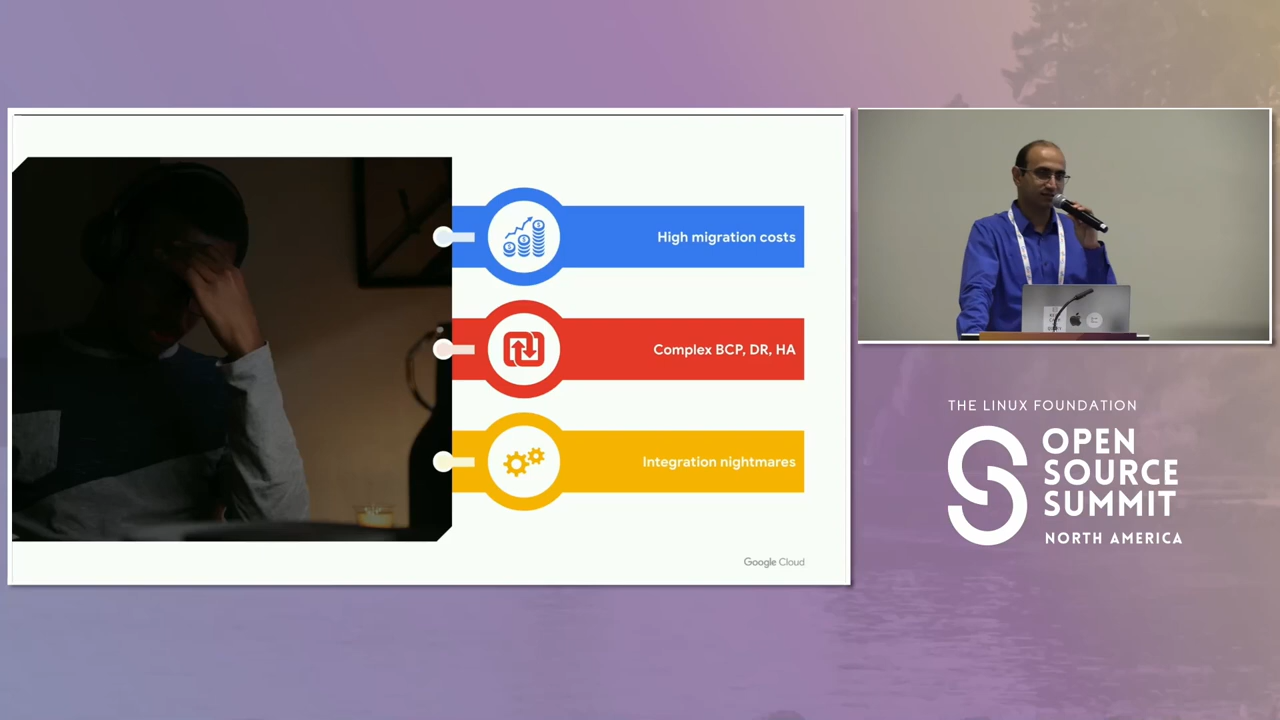 High migration costs
Complex BCP, DR, HA
Integration nightmares
Google Cloud
THE LINUX FOUNDATION
OPEN
SOURCE
SUMMIT
NORTH AMERICA